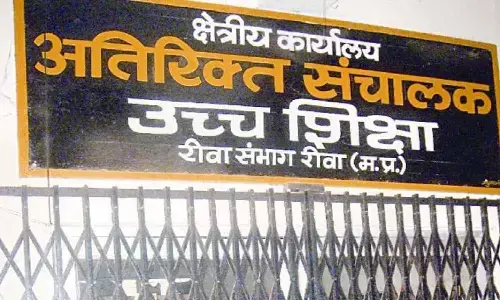 क्षेत्रीय कार्यालय
अतिरिक्त संचालक
उच्च शिक्षा
रीवा संभाग रीवा (म.प्र.)